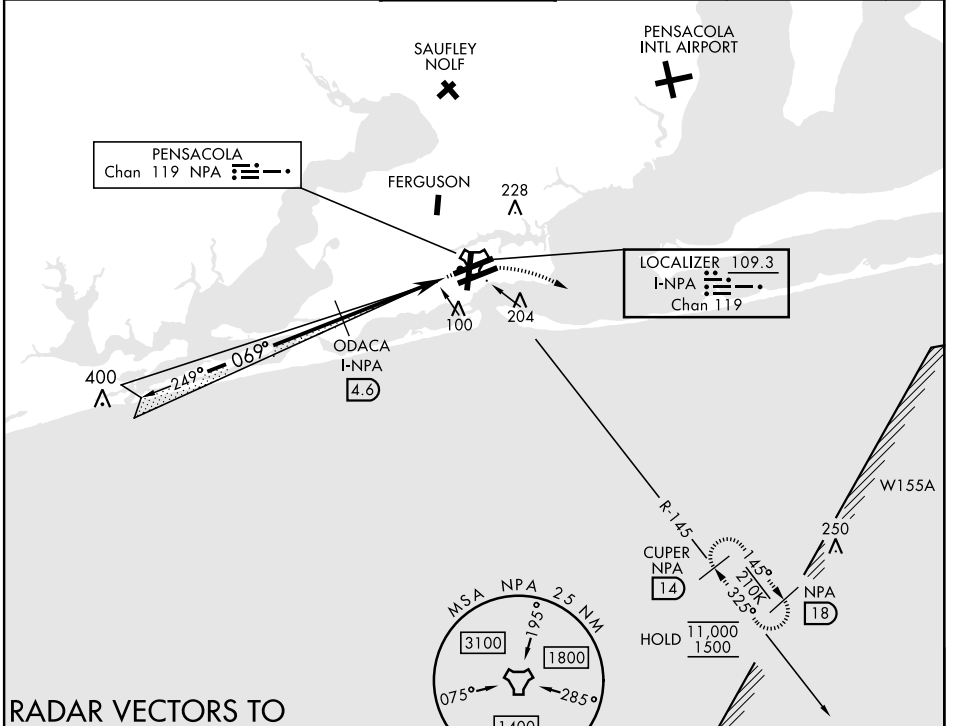 SAUFLEY
NOLF
PENSACOLA
INTL AIRPORT
PENSACOLA
Chan 119 NPA
FERGUSON
228
LOCALIZER 109.3
I-NPA
Chan 119
100
204
ODACA
I-NPA
4.6
069°
249°
400
W155A
R-145
250
CUPER
NPA
14
145°
210K
325°
NPA
18
HOLD 11,000
1500
MSA NPA 25 NM
195°
3100
1800
075°
285°
1400
RADAR VECTORS TO